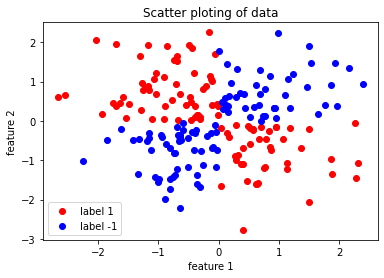 Scatter ploting of data
feature 2
2
1
0
−1
−2
−3
label 1
label -1
−2
−1
0
1
2
feature 1